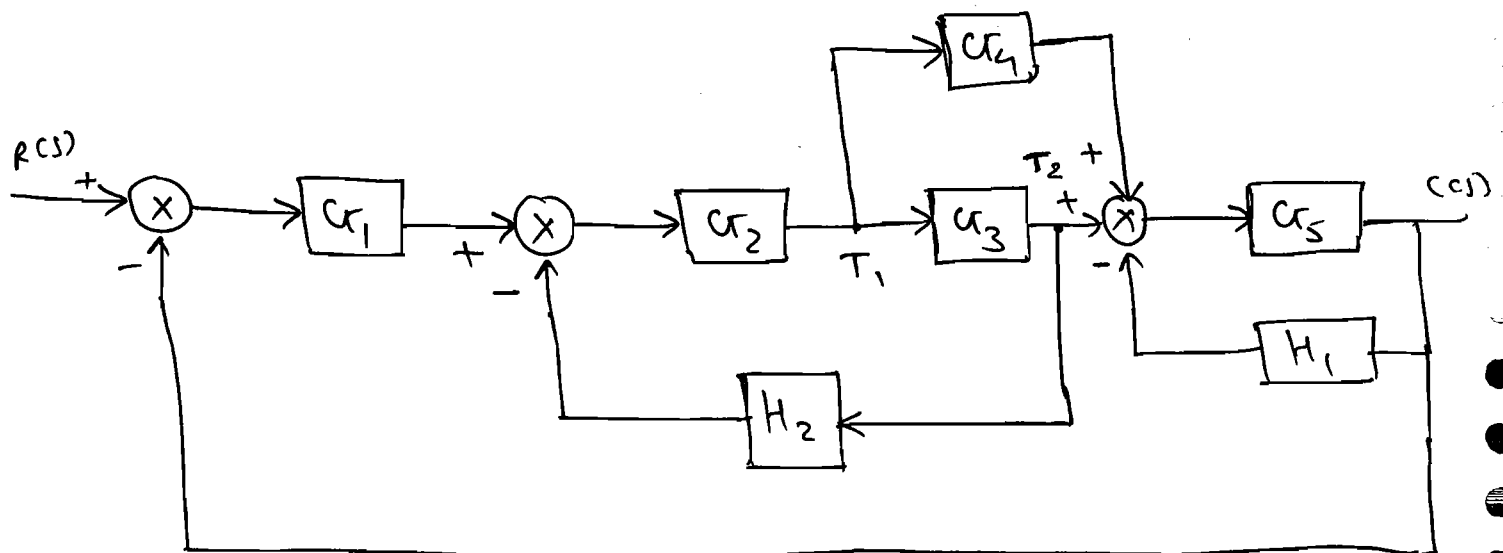 G4
R(S) + X G1 + X G2 T1 G3 T2 + + X G5 C(S)
- - -
H1
H2